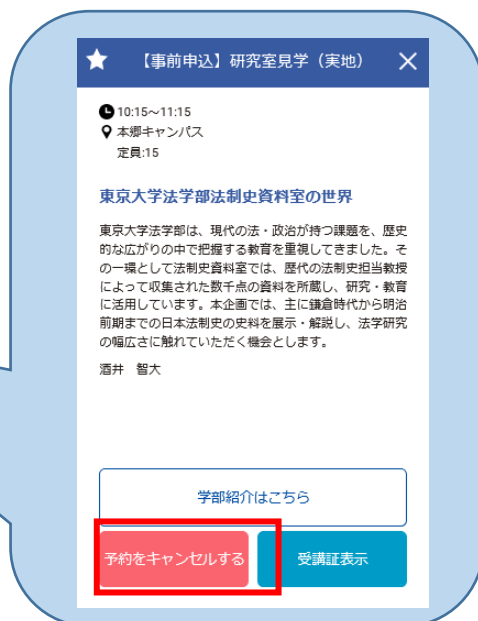 【事前申込】研究室見学（実地）
10:15～11:15
本郷キャンパス
定員:15
東京大学法学部法制史資料室の世界
東京大学法学部は、現代の法・政治が持つ課題を、歴史
的な広がりの中で把握する教育を重視してきました。そ
の一環として法制史資料室では、歴代の法制史担当教授
によって収集された数千点の資料を所蔵し、研究・教育
に活用しています。本企画では、主に鎌倉時代から明治
前期までの日本法制史の史料を展示・解説し、法学研究
の幅広さに触れていただく機会とします。
酒井　智大
学部紹介はこちら
予約をキャンセルする
受講証表示